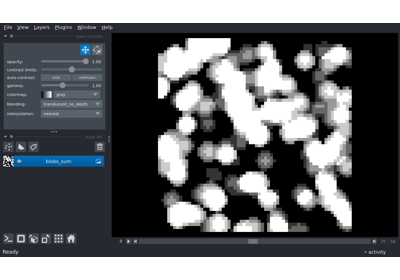 File View Layers Plugins Window Help
opacity: 1.00
contrast limits:
auto-contrast: once continuous
gamma: 1.00
colormap: gray
blending: translucent_no_depth
interpolation: nearest
blobs_sum
Ready
activity